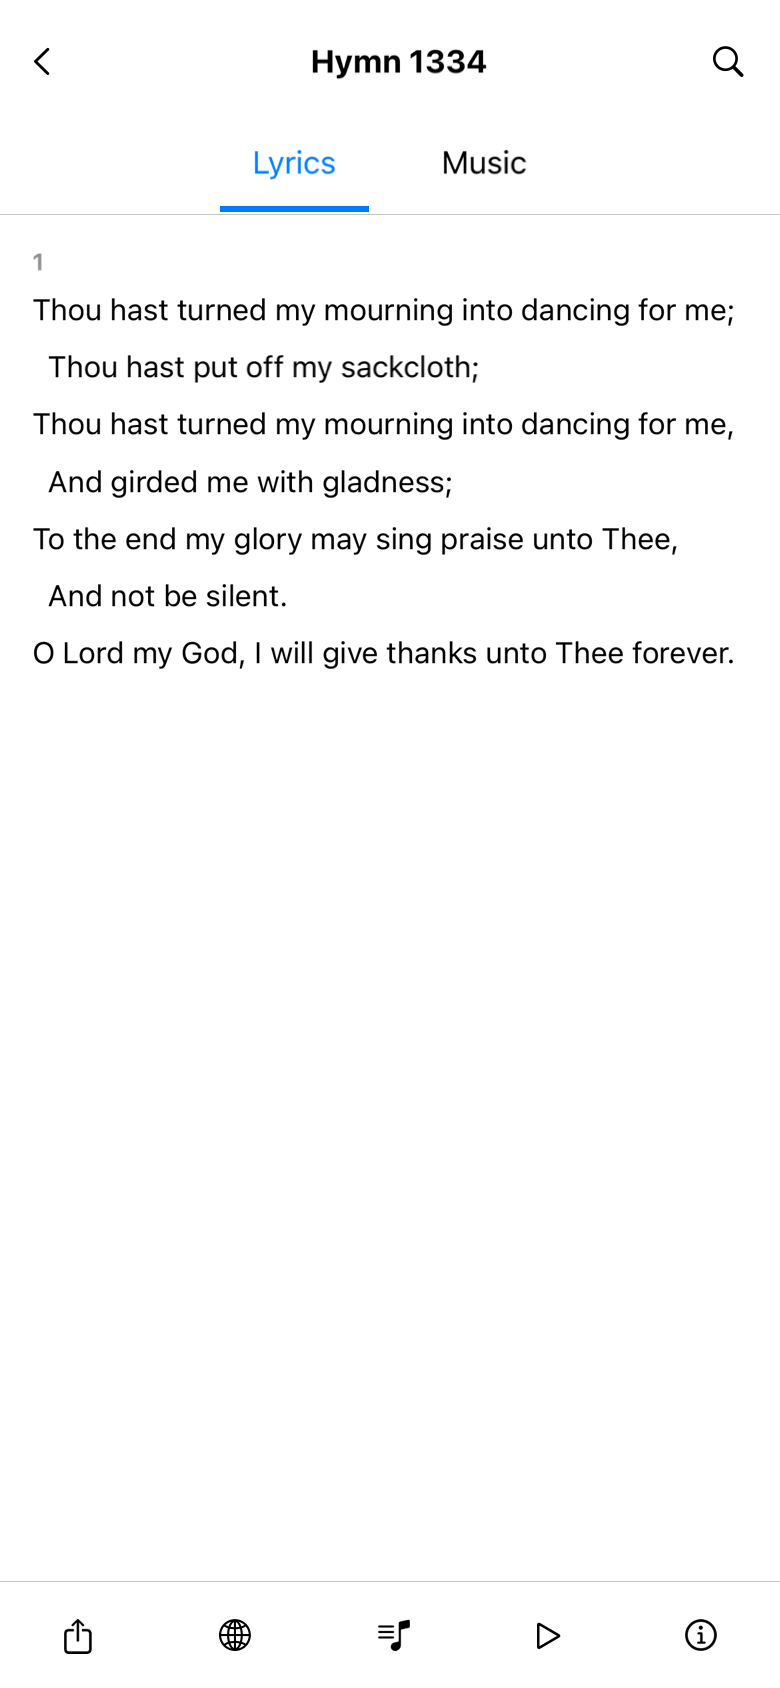 Hymn 1334
Lyrics Music
1
Thou hast turned my mourning into dancing for me;
Thou hast put off my sackcloth;
Thou hast turned my mourning into dancing for me,
And girded me with gladness;
To the end my glory may sing praise unto Thee,
And not be silent.
O Lord my God, I will give thanks unto Thee forever.